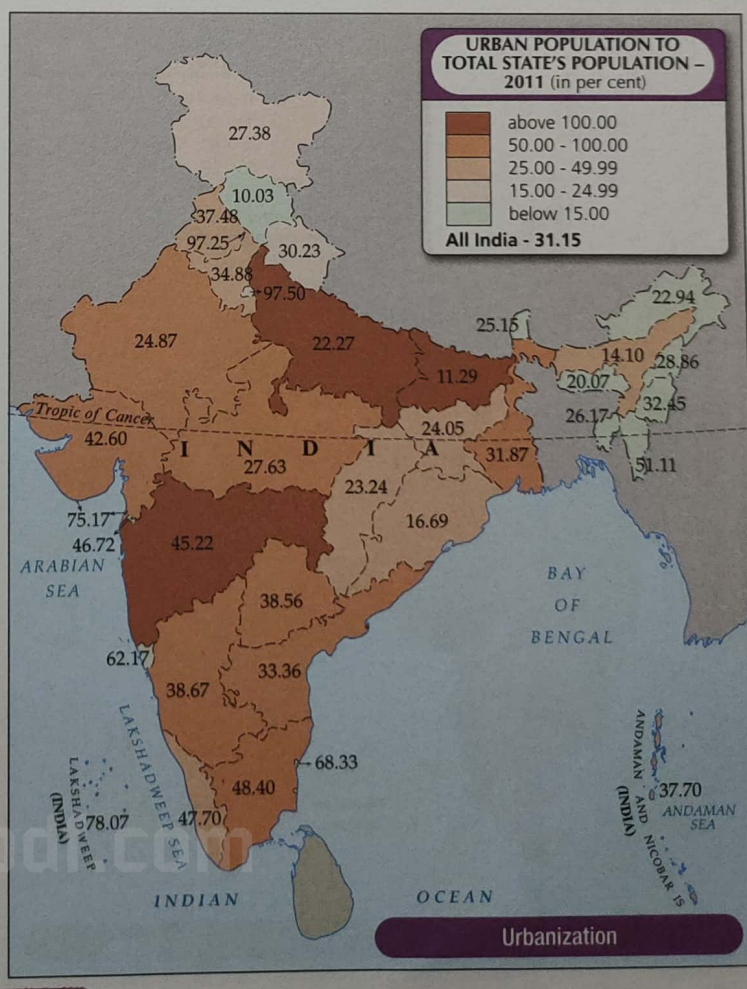 URBAN POPULATION TO
TOTAL STATE'S POPULATION –
2011 (in per cent)
above 100.00
50.00 - 100.00
25.00 - 49.99
15.00 - 24.99
below 15.00
All India - 31.15
27.38
10.03
37.48
97.25
30.23
34.88
97.50
22.94
25.15
24.87
22.27
14.10
28.86
11.29
20.07
32.45
Tropic of Cancer
26.17
24.05
42.60
I N D I A
31.87
51.11
27.63
23.24
75.17
16.69
46.72
45.22
ARABIAN
SEA
BAY
OF
BENGAL
38.56
62.17
33.36
38.67
LAKSHADWEEP SEA
68.33
48.40
47.70
LAKSHADWEEP
(INDIA)
78.07
ANDAMAN AND NICOBAR IS
(INDIA)
37.70
ANDAMAN
SEA
INDIAN OCEAN
Urbanization